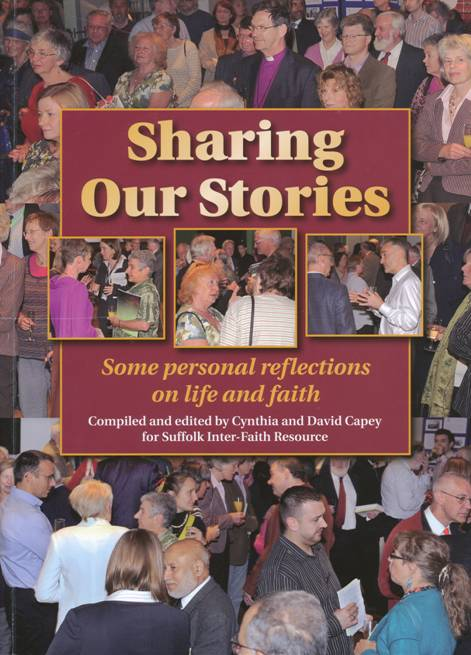 Sharing
Our Stories
Some personal reflections
on life and faith
Compiled and edited by Cynthia and David Capey
for Suffolk Inter-Faith Resource